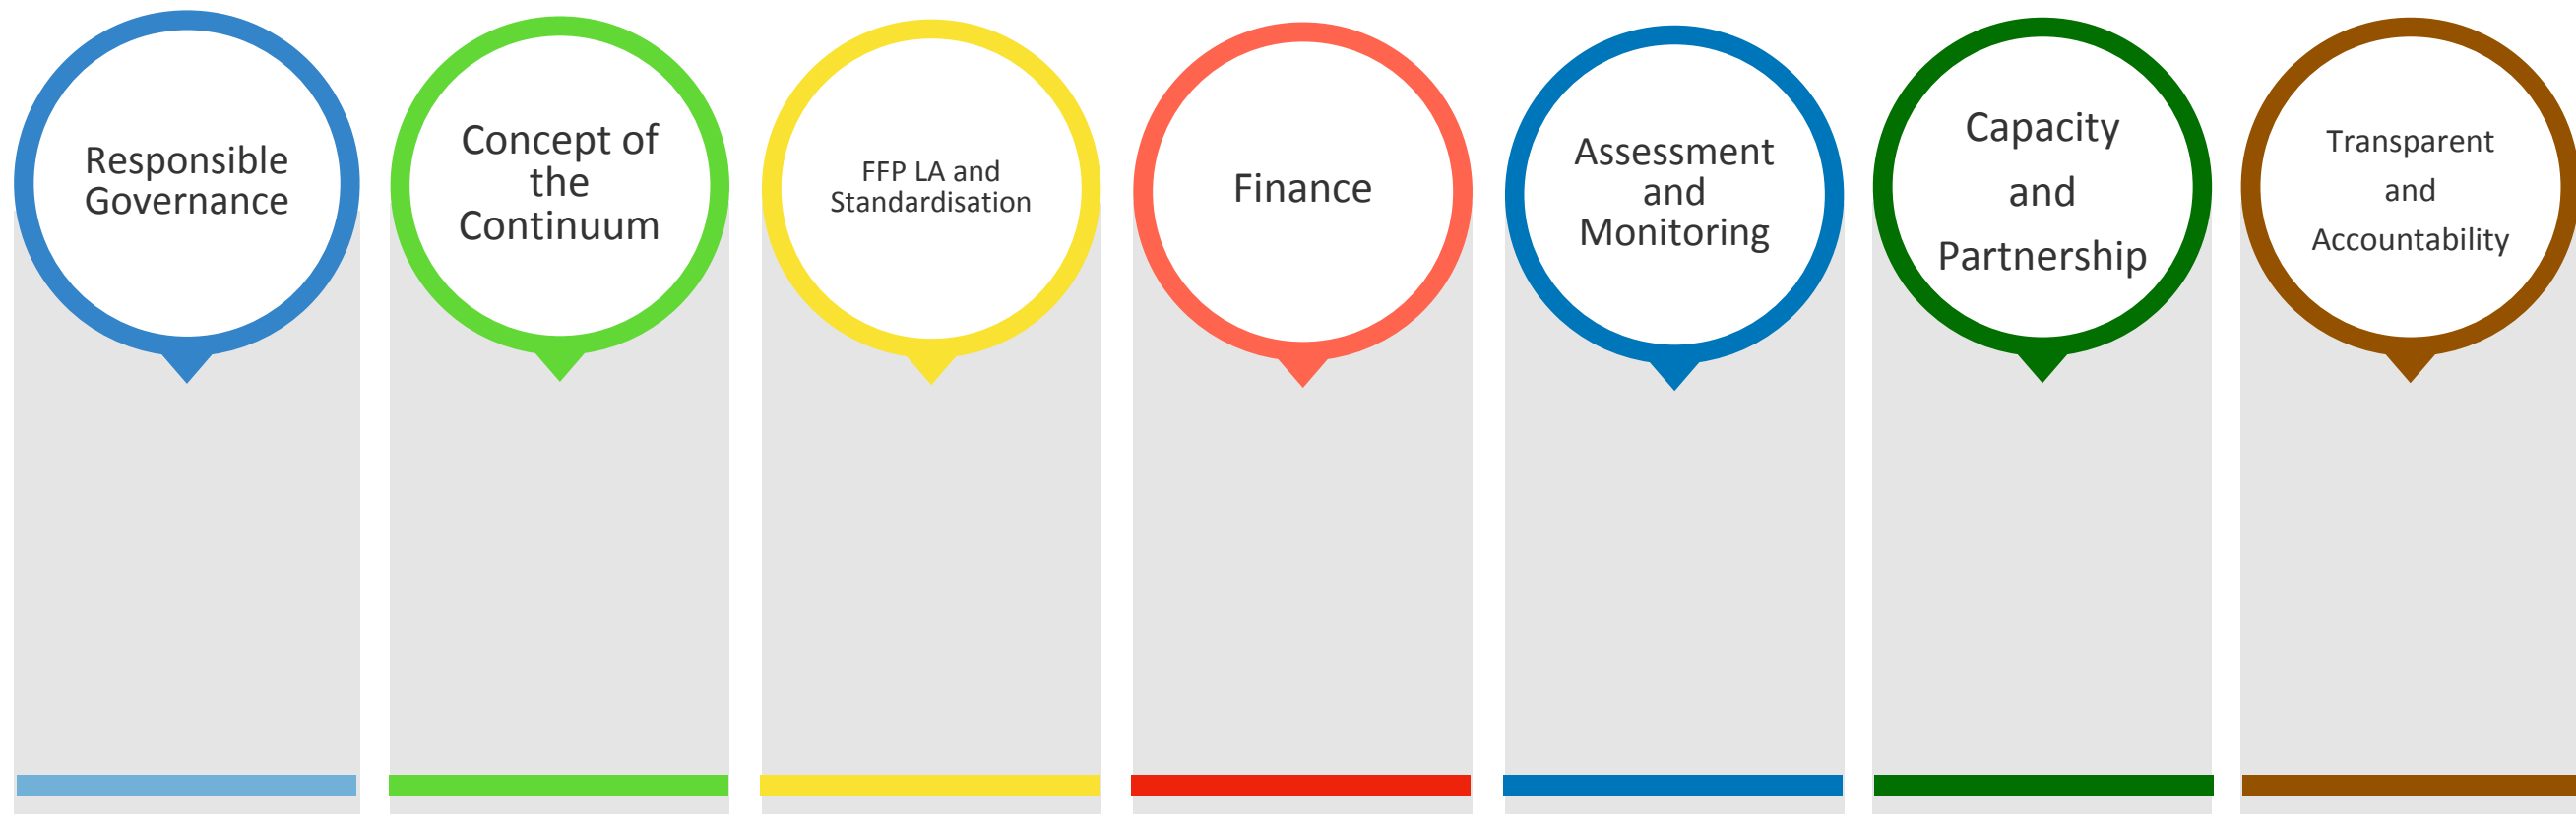 Responsible
Governance
Concept of
the
Continuum
FFP LA and
Standardisation
Finance
Assessment
and
Monitoring
Capacity
and
Partnership
Transparent
and
Accountability